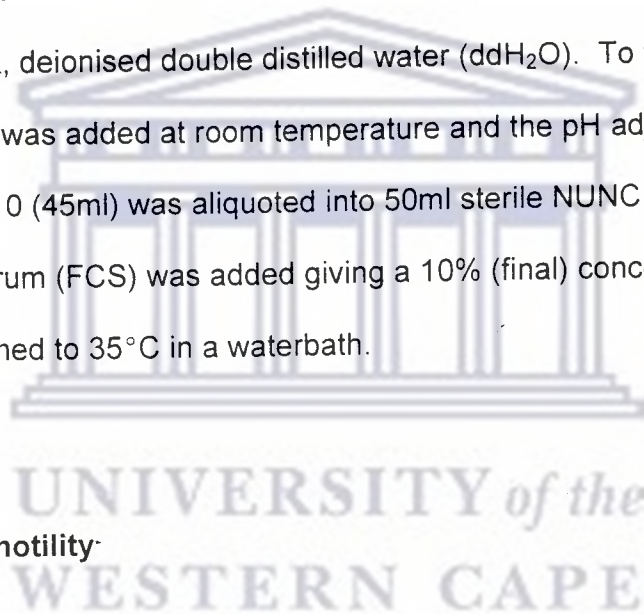 , deionised double distilled water (ddH₂O). To
was added at room temperature and the pH ad
0 (45ml) was aliquoted into 50ml sterile NUNC
rum (FCS) was added giving a 10% (final) conc
ned to 35°C in a waterbath.
UNIVERSITY of the
notility
WESTERN CAPE